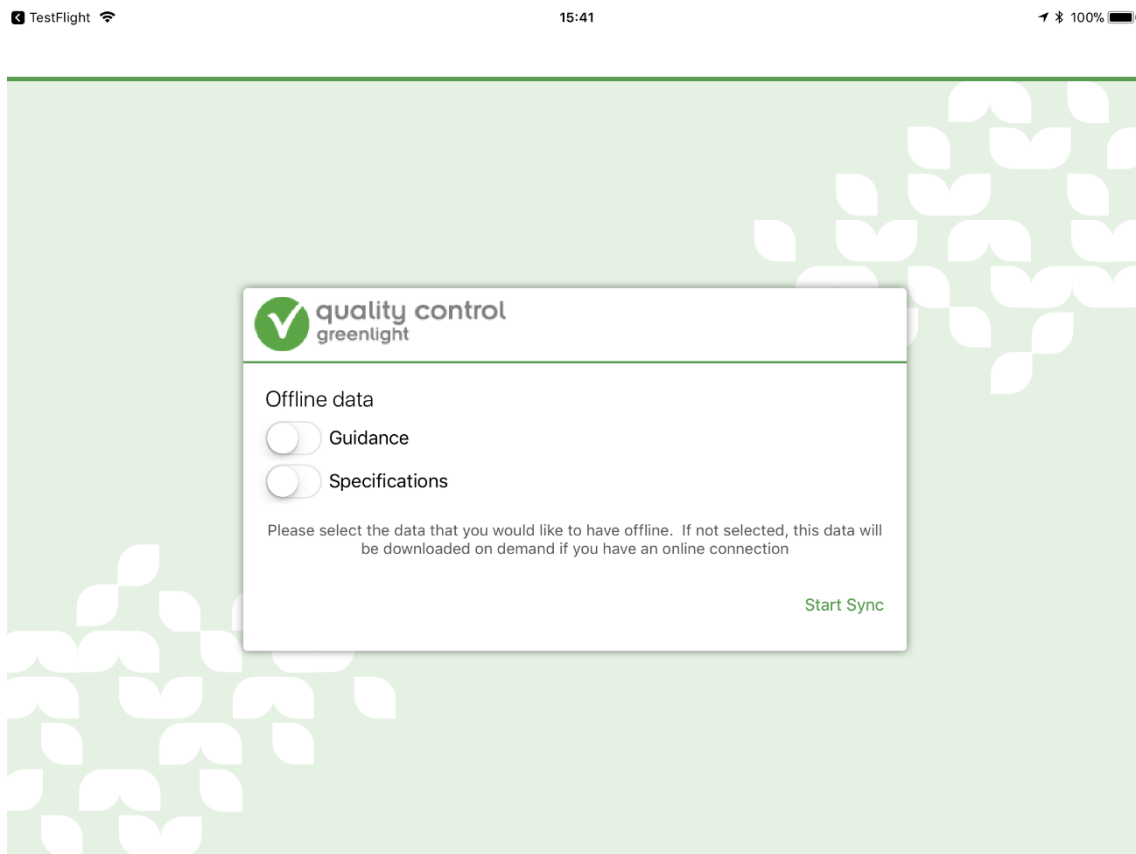 TestFlight 15:41 100%
quality control
greenlight
Offline data
Guidance
Specifications
Please select the data that you would like to have offline. If not selected, this data will
be downloaded on demand if you have an online connection
Start Sync